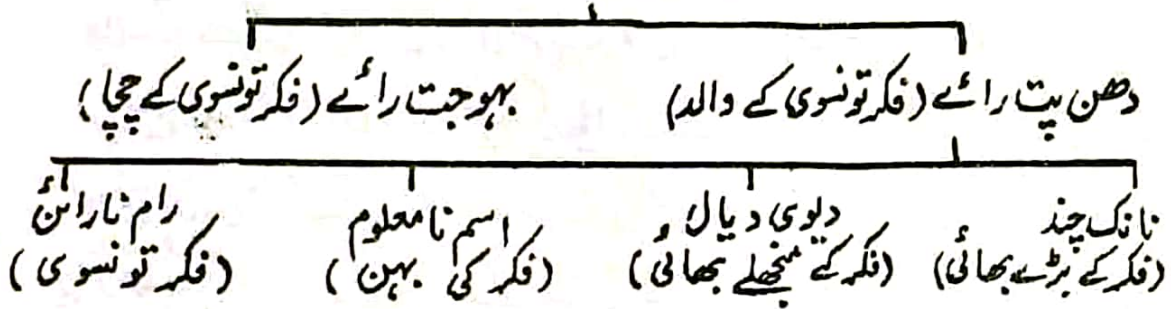 دھن پت رائے (فکر تونسوی کے والد) بہوجت رائے (فکر تونسوی کے چچا)
نانک چند دیوی دیال اسم نامعلوم رام نارائن
(فکر کے بڑے بھائی) (فکر کے منجھلے بھائی) (فکر کی بہن) (فکر تونسوی)